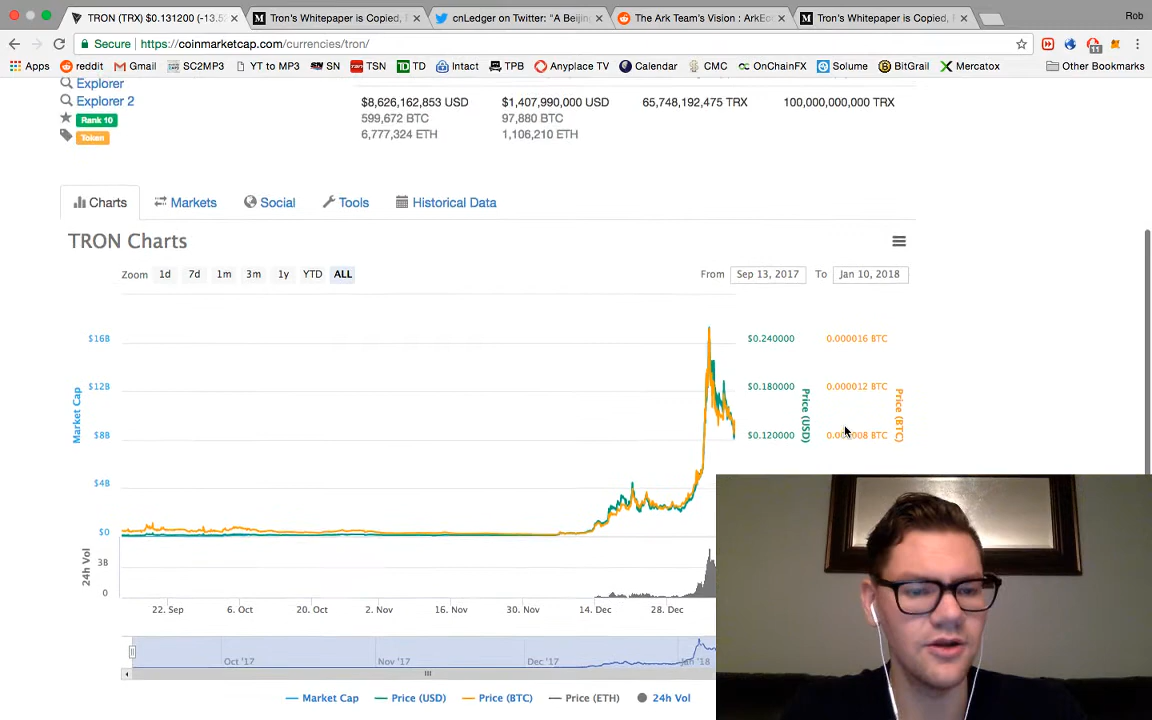 TRON (TRX) $0.131200 (-13.5
Tron's Whitepaper is Copied,
cnLedger on Twitter: "A Beijin
The Ark Team's Vision : ArkEc
Tron's Whitepaper is Copied,
Rob
Secure
https://coinmarketcap.com/currencies/tron/
11
Apps
reddit
Gmail
SC2MP3
YT to MP3
SN
TSN
TD
Intact
TPB
Anyplace TV
Calendar
CMC
OnChainFX
Solume
BitGrail
Mercatox
Other Bookmarks
Explorer
Explorer 2
Rank 10
Token
$8,626,162,853 USD
599,672 BTC
6,777,324 ETH
$1,407,990,000 USD
97,880 BTC
1,106,210 ETH
65,748,192,475 TRX
100,000,000,000 TRX
Charts
Markets
Social
Tools
Historical Data
TRON Charts
Zoom 1d 7d 1m 3m 1y YTD ALL
From Sep 13, 2017 To Jan 10, 2018
Market Cap
$16B
$12B
$8B
$4B
$0
$0.240000
$0.180000
$0.120000
Price (USD)
0.000016 BTC
0.000012 BTC
BTC
Price (BTC)
24h Vol
3B
0
22. Sep
6. Oct
20. Oct
2. Nov
16. Nov
30. Nov
14. Dec
28. Dec
Oct '17
Nov '17
Dec '17
Jan '18
Market Cap
Price (USD)
Price (BTC)
Price (ETH)
24h Vol